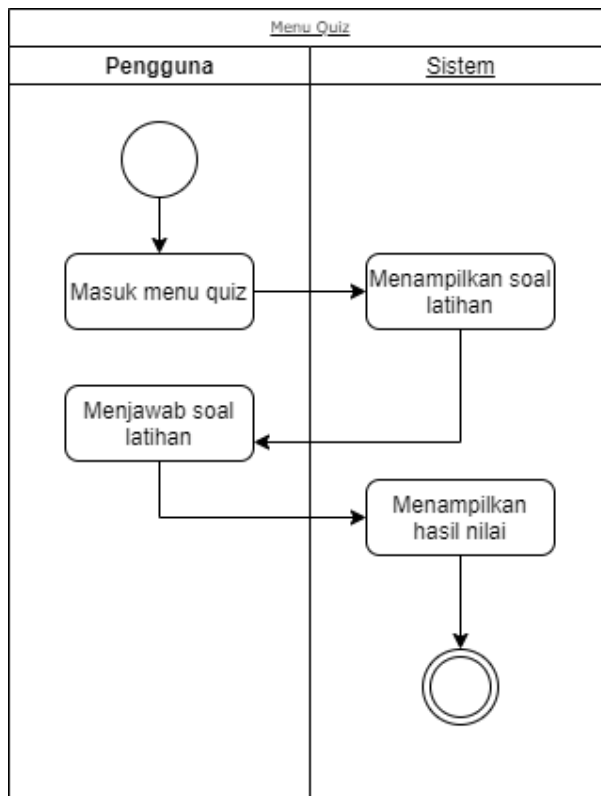 Menu Quiz
Pengguna
Sistem
Masuk menu quiz
Menampilkan soal
latihan
Menjawab soal
latihan
Menampilkan
hasil nilai